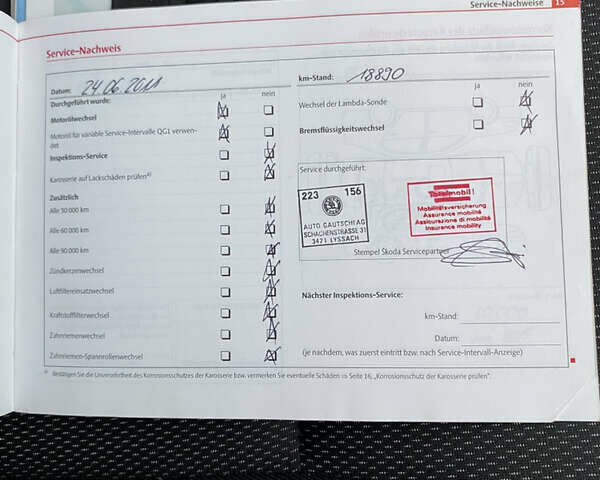 Service-Nachweise 15
Service-Nachweis
Datum: 24.06.2011
km-Stand: 18890
Durchgeführt wurde: ja nein
ja nein
Motorölwechsel
Wechsel der Lambda-Sonde
Motoröl für variable Service-Intervalle QG1 verwen-
det
Bremsflüssigkeitswechsel
Inspektions-Service
Karosserie auf Lackschäden prüfen a)
Service durchgeführt:
Zusätzlich
Alle 30 000 km
Alle 60 000 km
Alle 90 000 km
Zündkerzenwechsel
Luftfiltereinsatzwechsel
Kraftstofffilterwechsel
Zahnriemenwechsel
Zahnriemen-Spannrollenwechsel
223 156
AUTO GAUTSCHI AG
SCHACHENSTRASSE 31
3421 LYSSACH
Totalmobil!
Mobilitätsversicherung
Assurance mobilité
Assicurazione di mobilità
Insurance mobility
Stempel Škoda Servicepartner
Nächster Inspektions-Service:
km-Stand:
Datum:
(je nachdem, was zuerst eintritt bzw. nach Service-Intervall-Anzeige)
a) Bestätigen Sie die Unversehrtheit des Korrosionsschutzes der Karosserie bzw. vermerken Sie eventuelle Schäden ⇒ Seite 16, „Korrosionsschutz der Karosserie prüfen“.